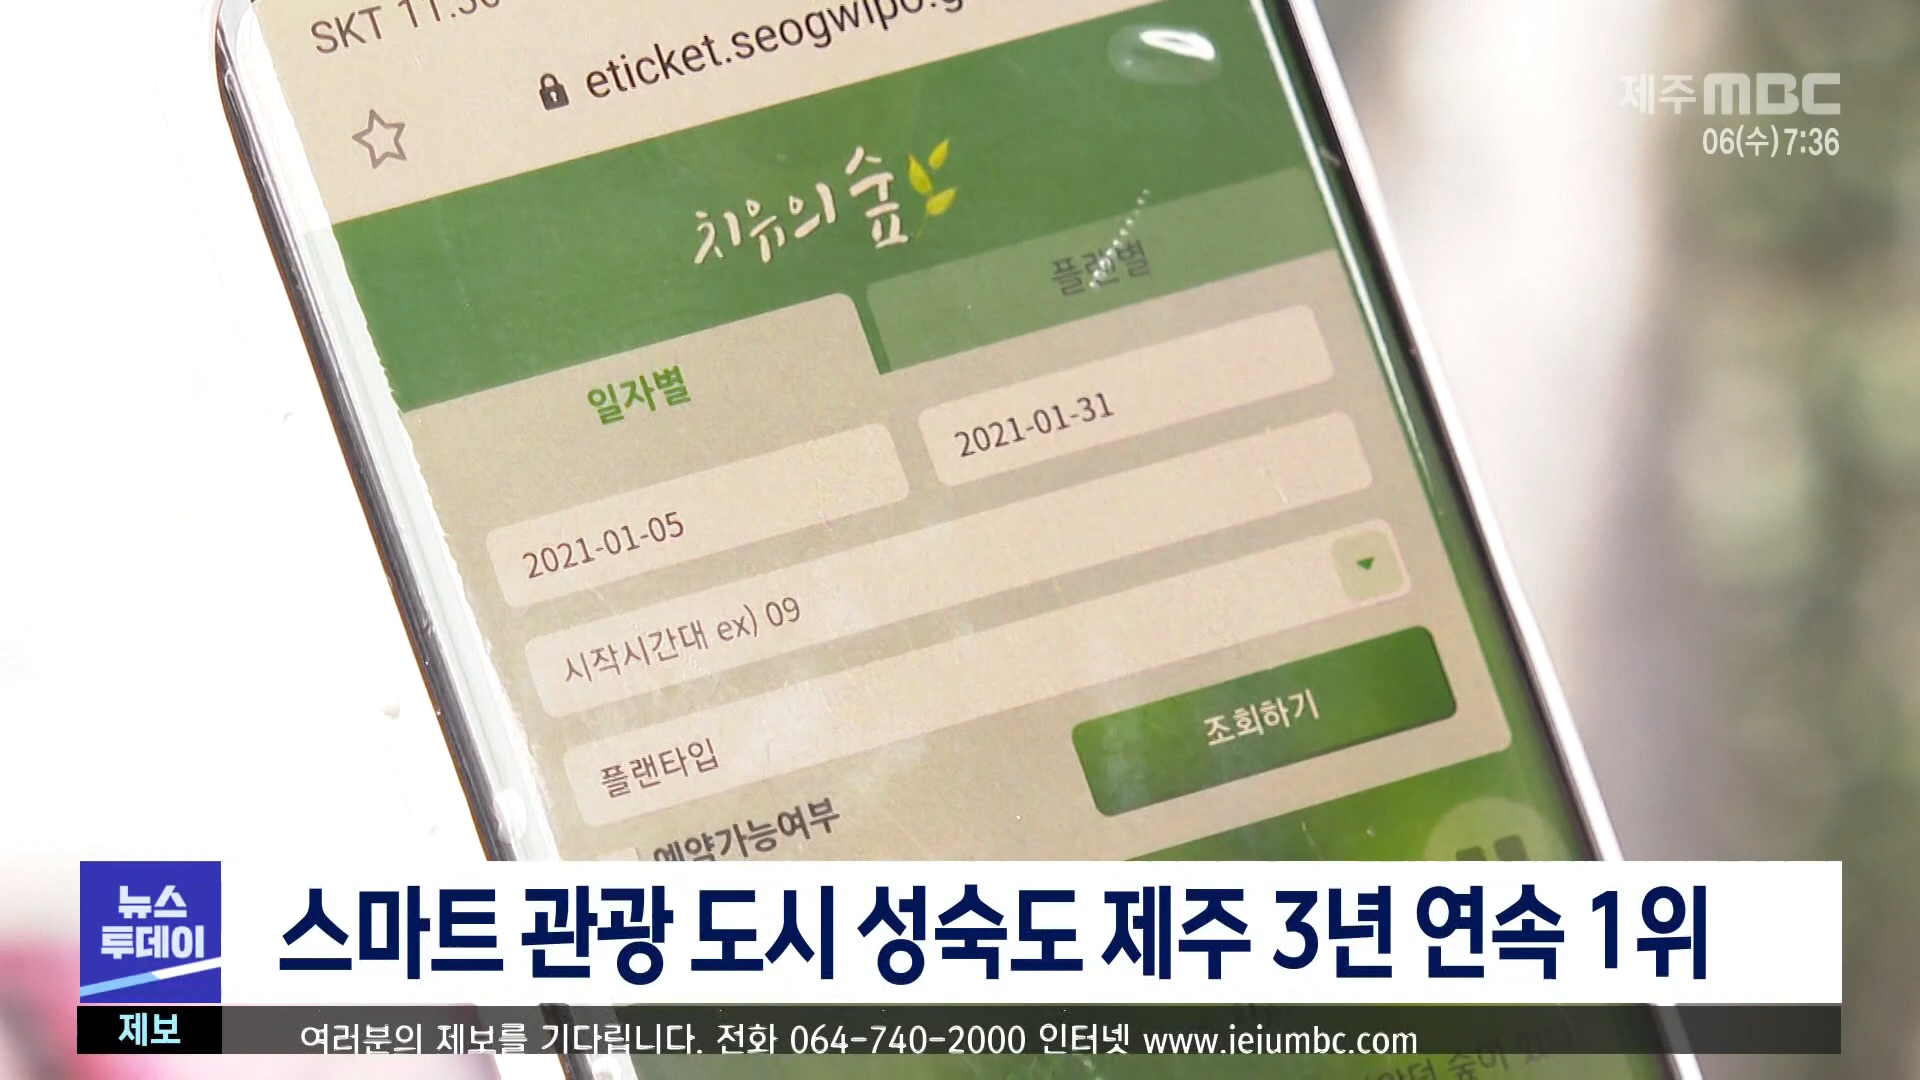 SKT 11:30
eticket.seogwipo.g
제주MBC
06(수)7:36
치유의 숲
플랜별
일자별
2021-01-05
2021-01-31
시작시간대 ex) 09
플랜타입
조회하기
예약가능여부
뉴스
투데이
스마트 관광 도시 성숙도 제주 3년 연속 1위
제보
여러분의 제보를 기다립니다. 전화 064-740-2000 인터넷 www.jejumbc.com